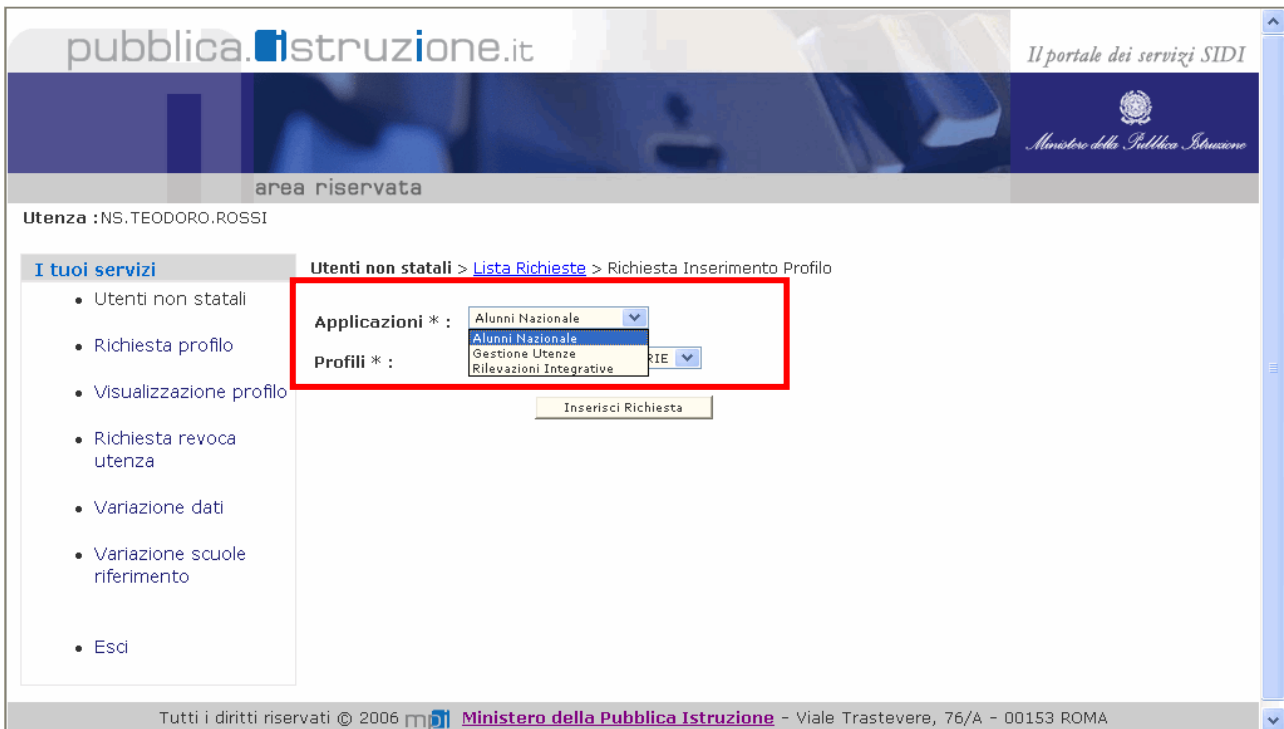 pubblica.istruzione.it
Il portale dei servizi SIDI
Ministero della Pubblica Istruzione
area riservata
Utenza :NS.TEODORO.ROSSI
I tuoi servizi
Utenti non statali
Richiesta profilo
Visualizzazione profilo
Richiesta revoca
utenza
Variazione dati
Variazione scuole
riferimento
Esci
Utenti non statali > Lista Richieste > Richiesta Inserimento Profilo
Applicazioni * : Alunni Nazionale
Alunni Nazionale
Gestione Utenze
Rilevazioni Integrative
Profili * : RIE
Inserisci Richiesta
Tutti i diritti riservati © 2006 mpi Ministero della Pubblica Istruzione - Viale Trastevere, 76/A - 00153 ROMA